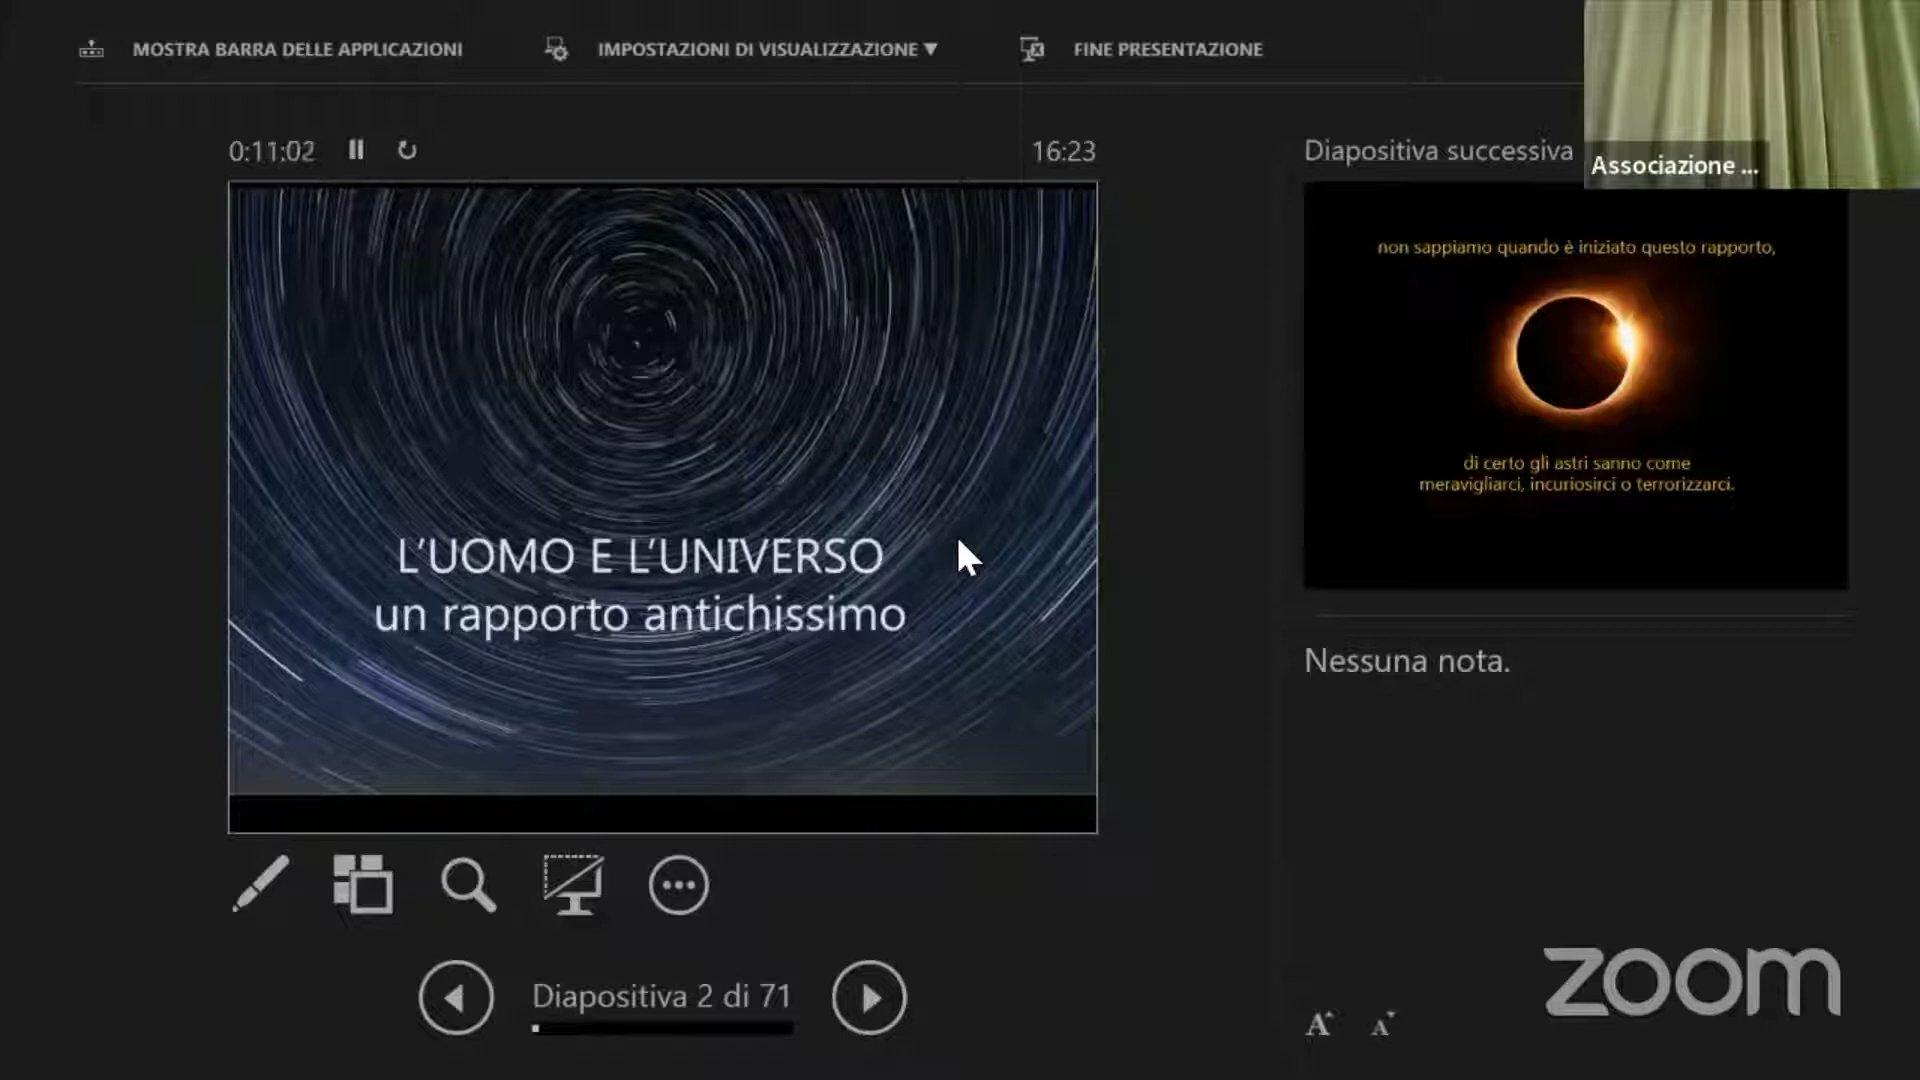 MOSTRA BARRA DELLE APPLICAZIONI
IMPOSTAZIONI DI VISUALIZZAZIONE ▼
FINE PRESENTAZIONE
0:11:02
16:23
Diapositiva successiva
Associazione ...
L'UOMO E L'UNIVERSO
un rapporto antichissimo
non sappiamo quando è iniziato questo rapporto,
di certo gli astri sanno come
meravigliarci, incuriosirci o terrorizzarci.
Nessuna nota.
Diapositiva 2 di 71
A A
zoom